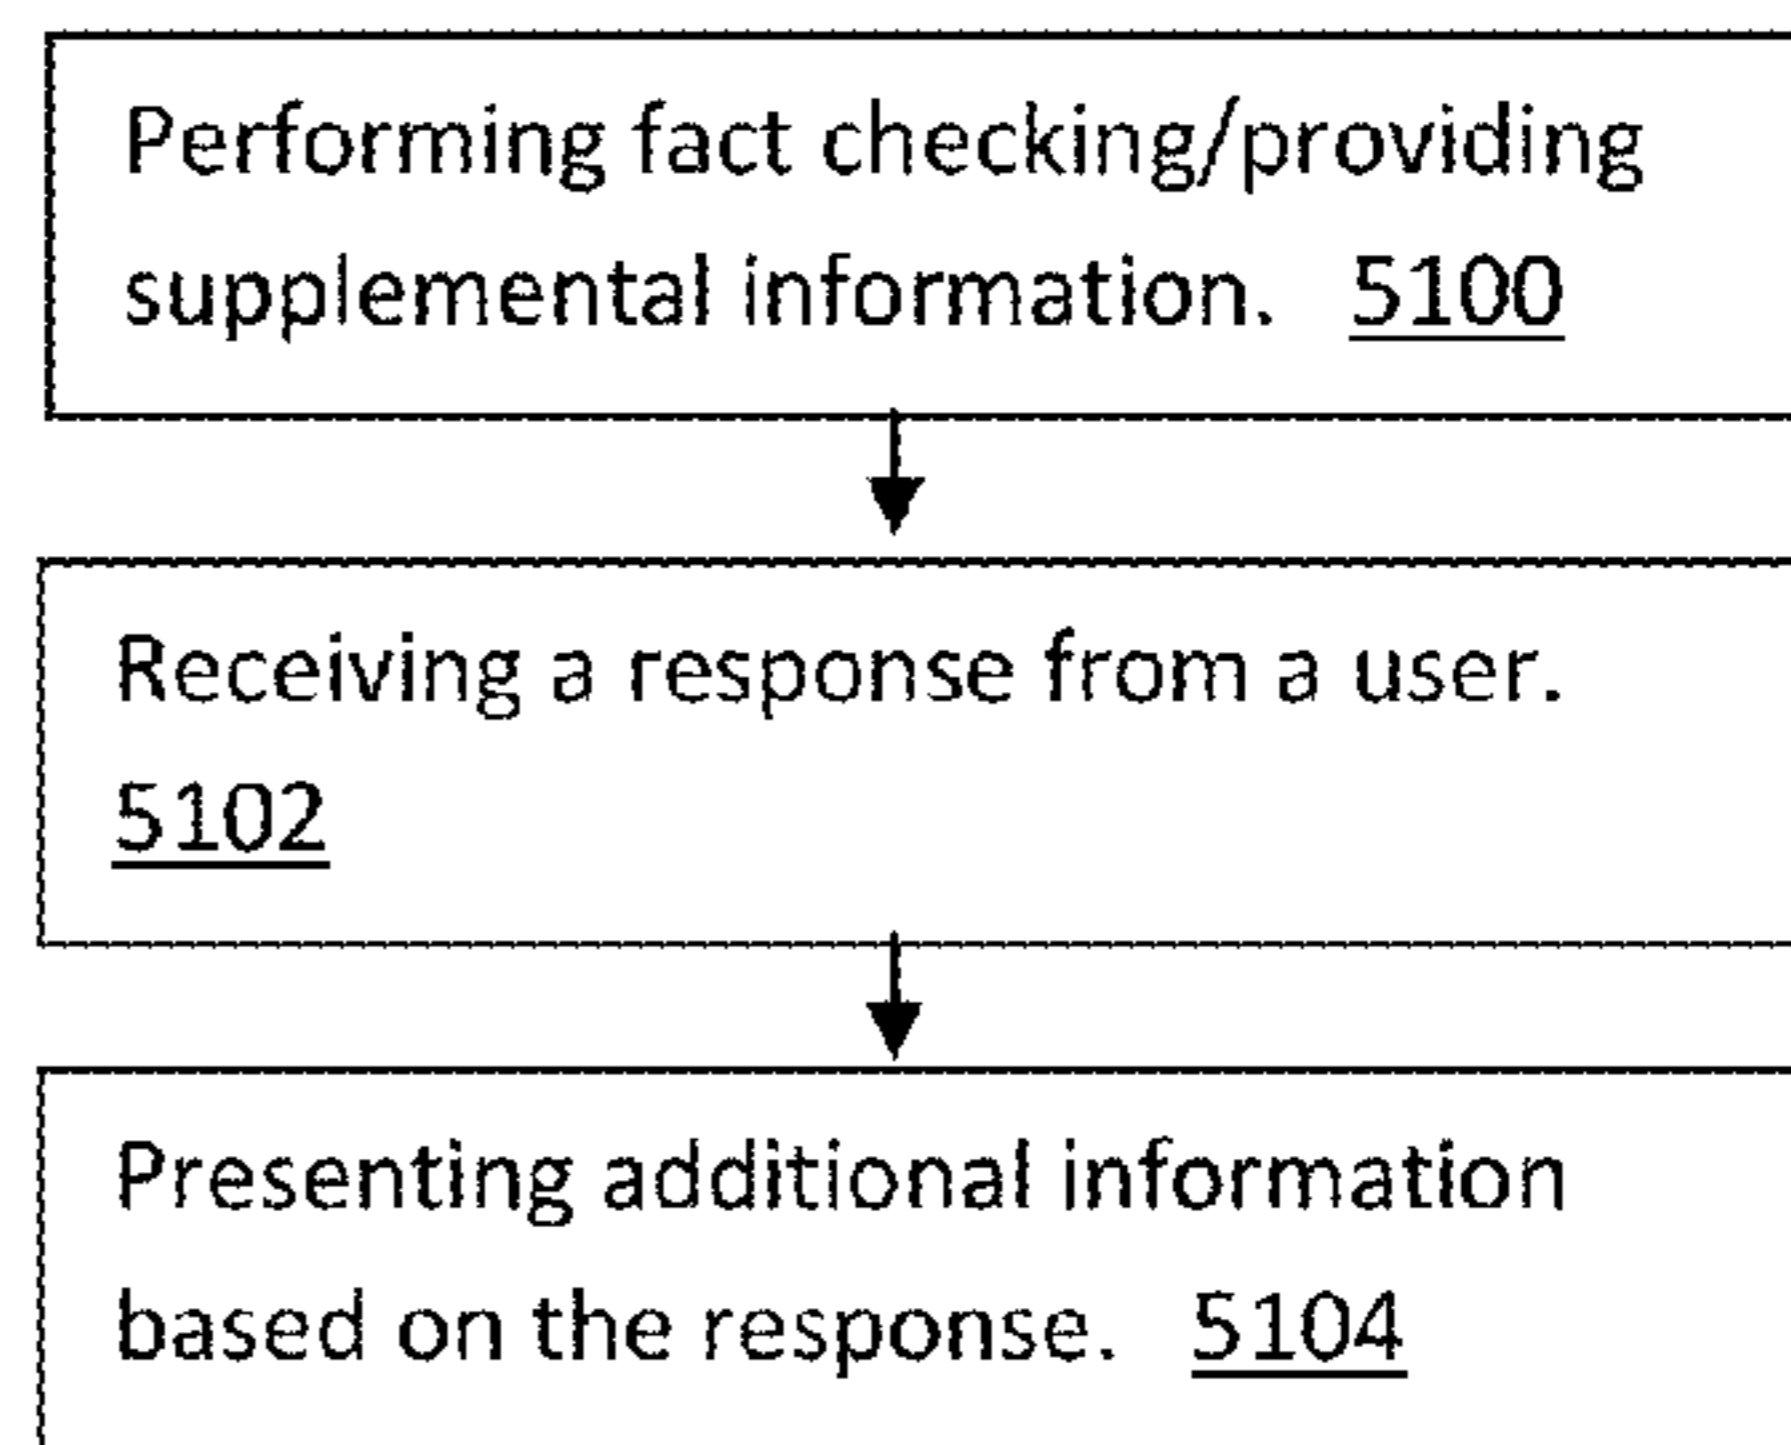 Performing fact checking/providing
supplemental information. 5100
Receiving a response from a user.
5102
Presenting additional information
based on the response. 5104